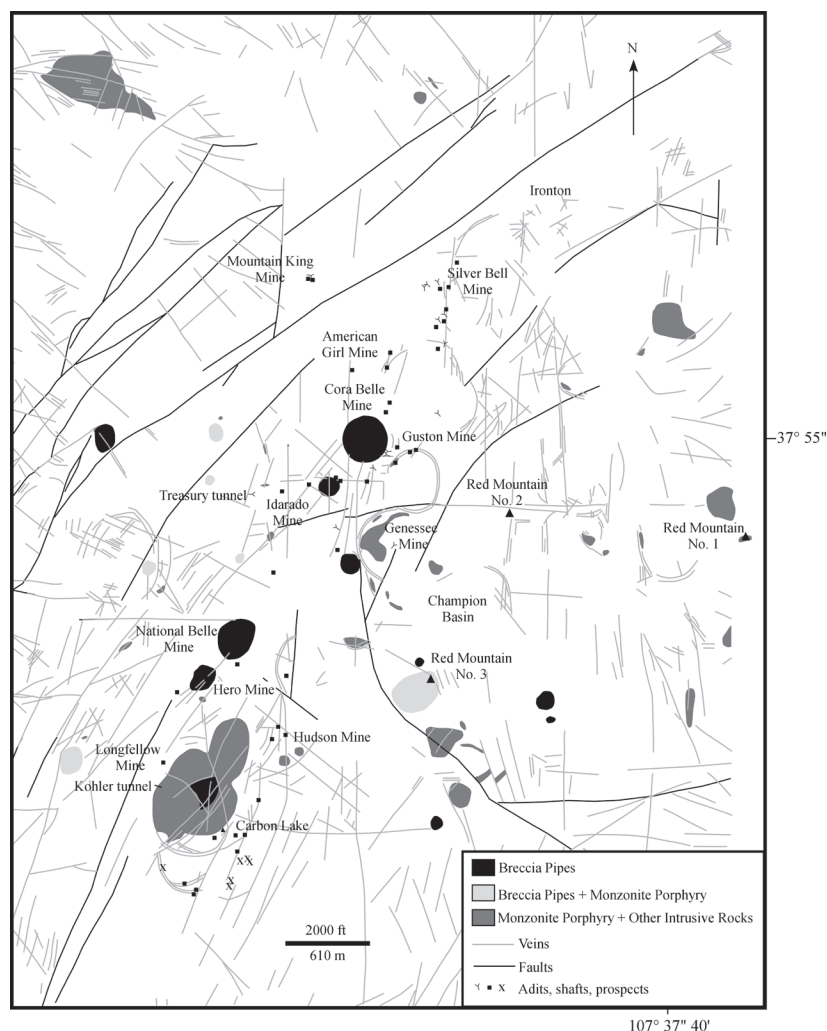 N
Ironton
Mountain King
Mine
Silver Bell
Mine
American
Girl Mine
Cora Belle
Mine
Guston Mine
37° 55"
Red Mountain
No. 2
Treasury tunnel
Idarado
Mine
Genessee
Mine
Red Mountain
No. 1
Champion
Basin
National Belle
Mine
Red Mountain
No. 3
Hero Mine
Hudson Mine
Longfellow
Mine
Kohler tunnel
Carbon Lake
X
XX
X
X
2000 ft
610 m
Breccia Pipes
Breccia Pipes + Monzonite Porphyry
Monzonite Porphyry + Other Intrusive Rocks
Veins
Faults
x Adits, shafts, prospects
107° 37" 40'